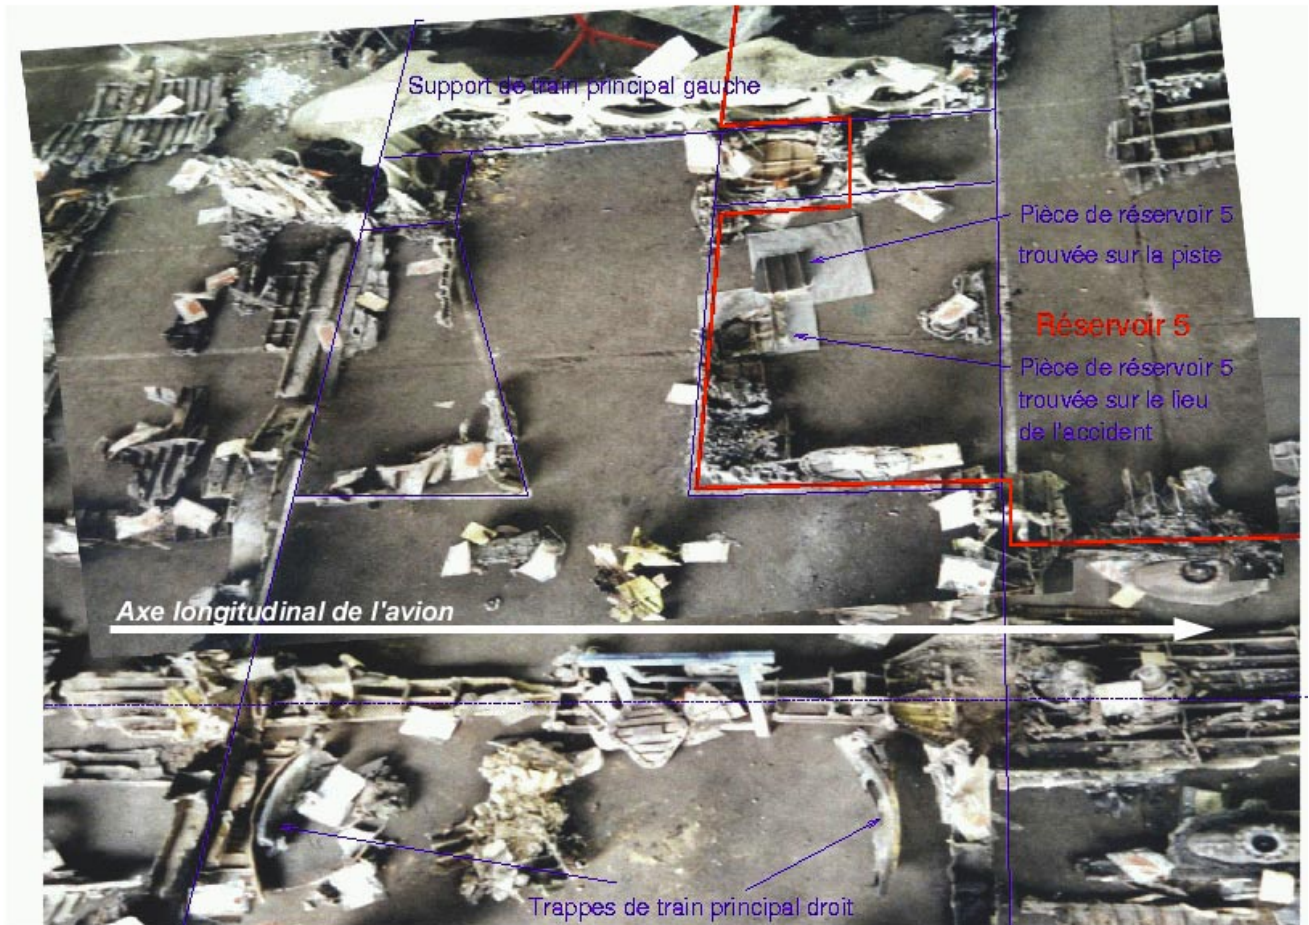 Support de train principal gauche
Pièce de réservoir 5
trouvée sur la piste
Réservoir 5
Pièce de réservoir 5
trouvée sur le lieu
de l'accident
Axe longitudinal de l'avion
Trappes de train principal droit